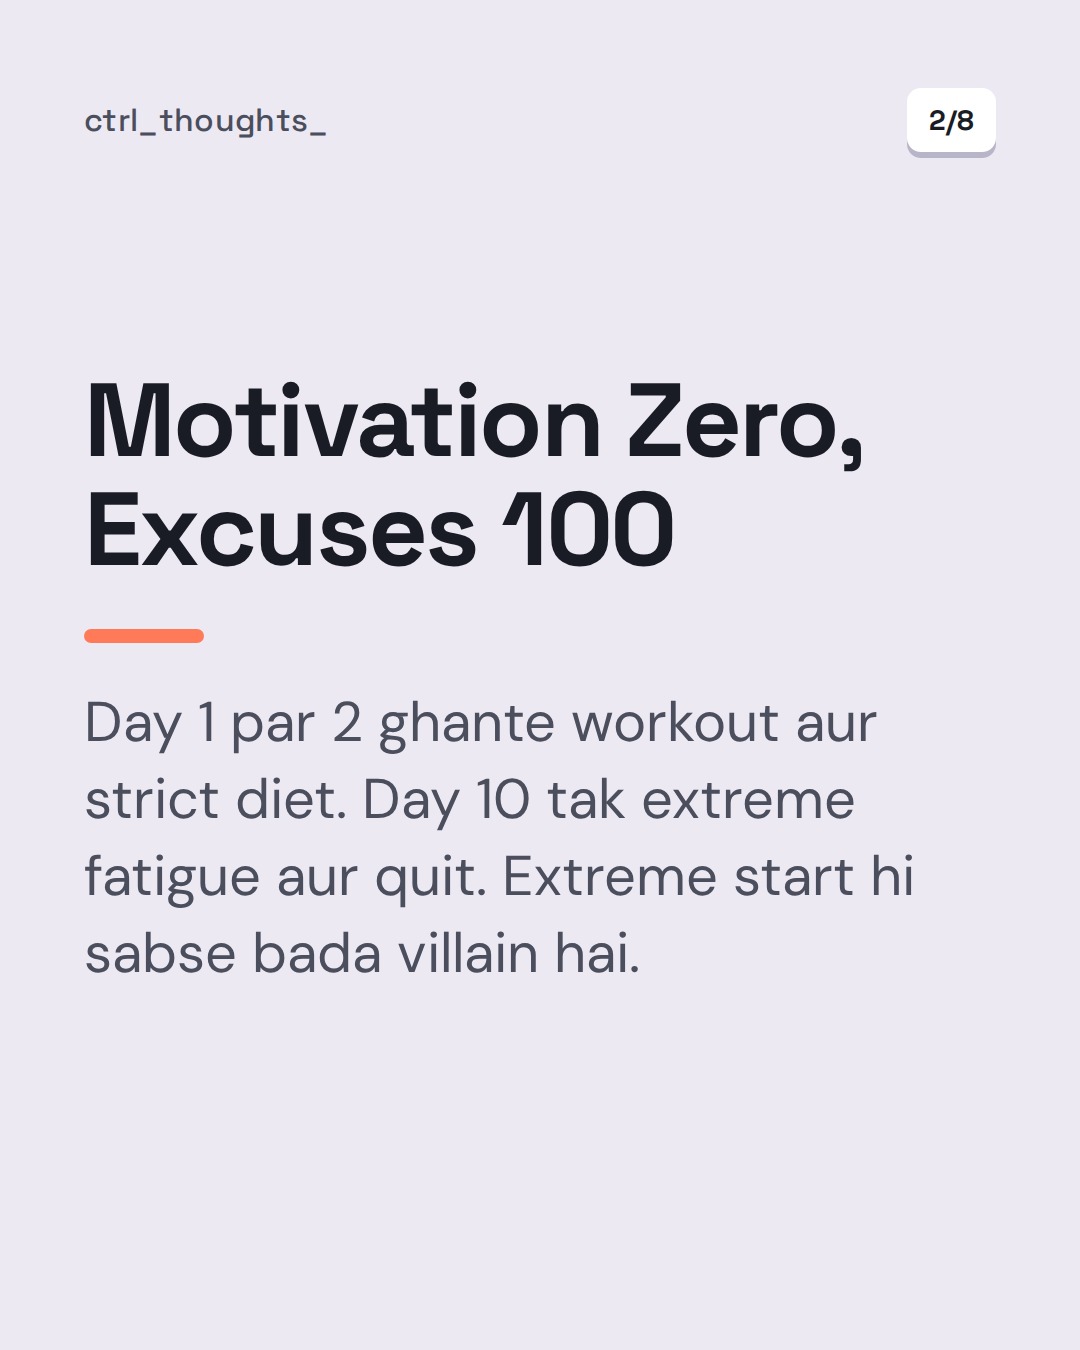 ctrl_thoughts_
2/8
Motivation Zero,
Excuses 100
Day 1 par 2 ghante workout aur
strict diet. Day 10 tak extreme
fatigue aur quit. Extreme start hi
sabse bada villain hai.